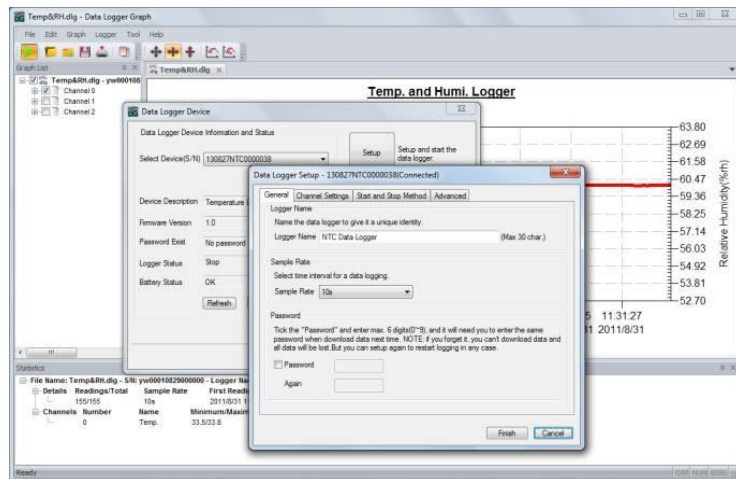 Temp&RH.dlg - Data Logger Graph
File Edit Graph Logger Tool Help
Graph List
Temp&RH.dlg
Temp&RH.dlg - yw000108
Channel 0
Channel 1
Channel 2
Temp. and Humi. Logger
63.80
62.69
61.58
60.47
59.36
58.25
57.14
56.03
54.92
53.81
52.70
Relative Humidity(%rh)
11:31:27
2011/8/31
Data Logger Device
Data Logger Device Information and Status
Select Device(S/N) 130827NTC0000038
Setup
Setup and start the
data logger.
Device Description Temperature
Firmware Version 1.0
Password Exist No password
Logger Status Stop
Battery Status OK
Refresh
Data Logger Setup - 130827NTC0000038(Connected)
General Channel Settings Start and Stop Method Advanced
Logger Name
Name the data logger to give it a unique identity.
Logger Name NTC Data Logger (Max 30 char.)
Sample Rate
Select time interval for a data logging.
Sample Rate 10s
Password
Tick the "Password" and enter max. 6 digits(0~9), and it will need you to enter the same
password when download data next time. NOTE: if you forget it, you can't download data and
all data will be lost.But you can setup again to restart logging in any case.
Password
Again
Finish Cancel
Statistics
File Name: Temp&RH.dlg - S/N: yw00010829000000 - Logger Na
Details Readings/Total Sample Rate First Readi
155/155 10s 2011/8/31 1
Channels Number Name Minimum/Maxim
0 Temp. 33.5/33.8
Ready
CAP NUM SCRL